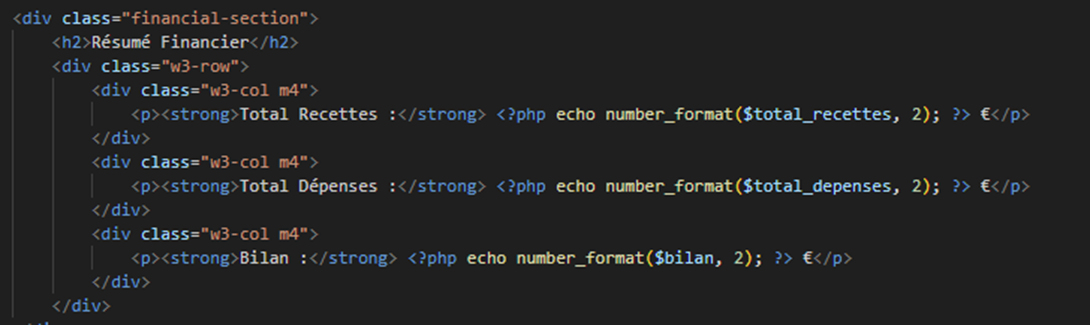 <div class="financial-section">
<h2>Résumé Financier</h2>
<div class="w3-row">
<div class="w3-col m4">
<p><strong>Total Recettes :</strong> <?php echo number_format($total_recettes, 2); ?> €</p>
</div>
<div class="w3-col m4">
<p><strong>Total Dépenses :</strong> <?php echo number_format($total_depenses, 2); ?> €</p>
</div>
<div class="w3-col m4">
<p><strong>Bilan :</strong> <?php echo number_format($bilan, 2); ?> €</p>
</div>
</div>